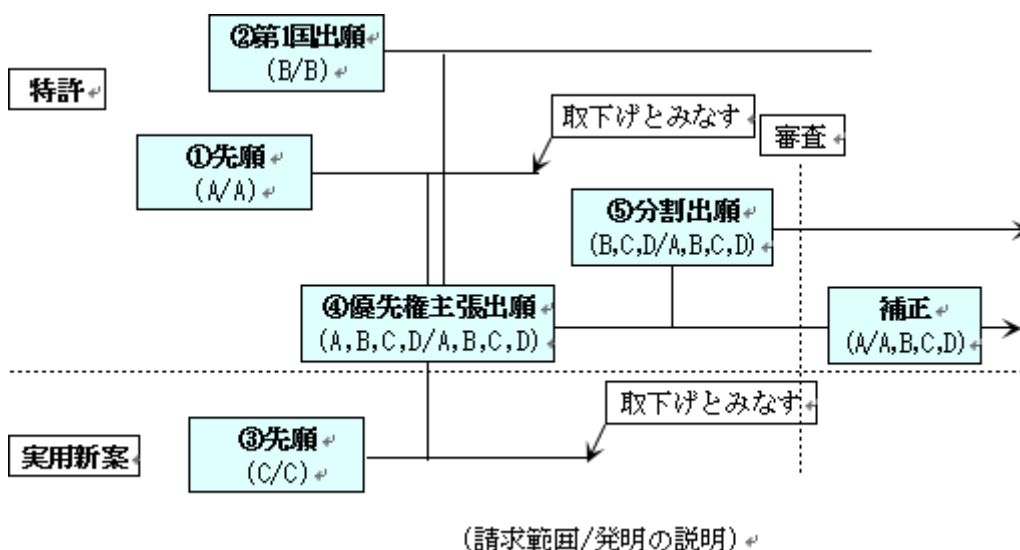 ②第1国出願
(B/B)
特許
取下げとみなす
審査
①先願
(A/A)
⑤分割出願
(B,C,D/A,B,C,D)
④優先権主張出願
(A,B,C,D/A,B,C,D)
補正
(A/A,B,C,D)
取下げとみなす
実用新案
③先願
(C/C)
(請求範囲/発明の説明)